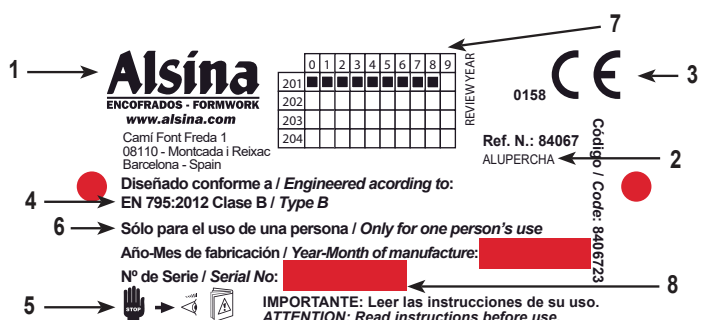 7
0 1 2 3 4 5 6 7 8 9
201
202
203
204
REVIEW YEAR
1
Alsina
ENCOFRADOS - FORMWORK
www.alsina.com
Camí Font Freda 1
08110 - Montcada i Reixac
Barcelona - Spain
0158
CE
3
Ref. N.: 84067
ALUPERCHA
2
Código / Code: 8406723
Diseñado conforme a / Engineered acording to:
4
EN 795:2012 Clase B / Type B
6
Sólo para el uso de una persona / Only for one person's use
Año-Mes de fabricación / Year-Month of manufacture:
Nº de Serie / Serial No:
8
5
STOP
IMPORTANTE: Leer las instrucciones de su uso.
ATTENTION: Read instructions before use